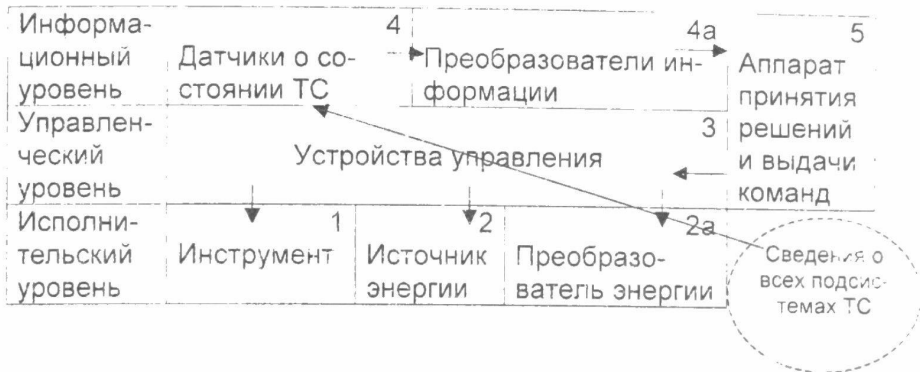 Информа-
ционный
уровень
4
Датчики о со-
стоянии ТС
4а
Преобразователи ин-
формации
5
Аппарат
принятия
решений
и выдачи
команд
Управлен-
ческий
уровень
3
Устройства управления
Исполни-
тельский
уровень
1
Инструмент
2
Источник
энергии
2а
Преобразо-
ватель энергии
Сведения о
всех подсис-
темах ТС